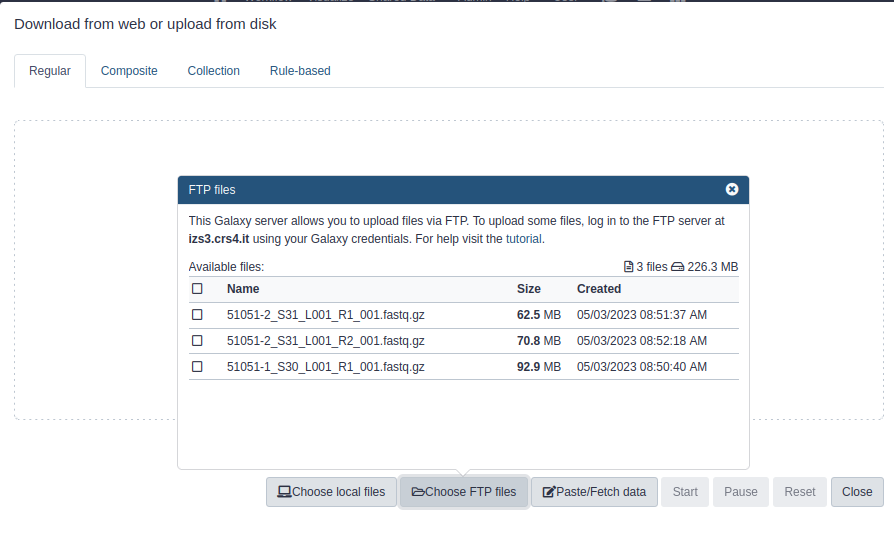 Download from web or upload from disk
Regular Composite Collection Rule-based
FTP files
This Galaxy server allows you to upload files via FTP. To upload some files, log in to the FTP server at
izs3.crs4.it using your Galaxy credentials. For help visit the tutorial.
Available files: 3 files 226.3 MB
Name Size Created
51051-2_S31_L001_R1_001.fastq.gz 62.5 MB 05/03/2023 08:51:37 AM
51051-2_S31_L001_R2_001.fastq.gz 70.8 MB 05/03/2023 08:52:18 AM
51051-1_S30_L001_R1_001.fastq.gz 92.9 MB 05/03/2023 08:50:40 AM
Choose local files Choose FTP files Paste/Fetch data Start Pause Reset Close